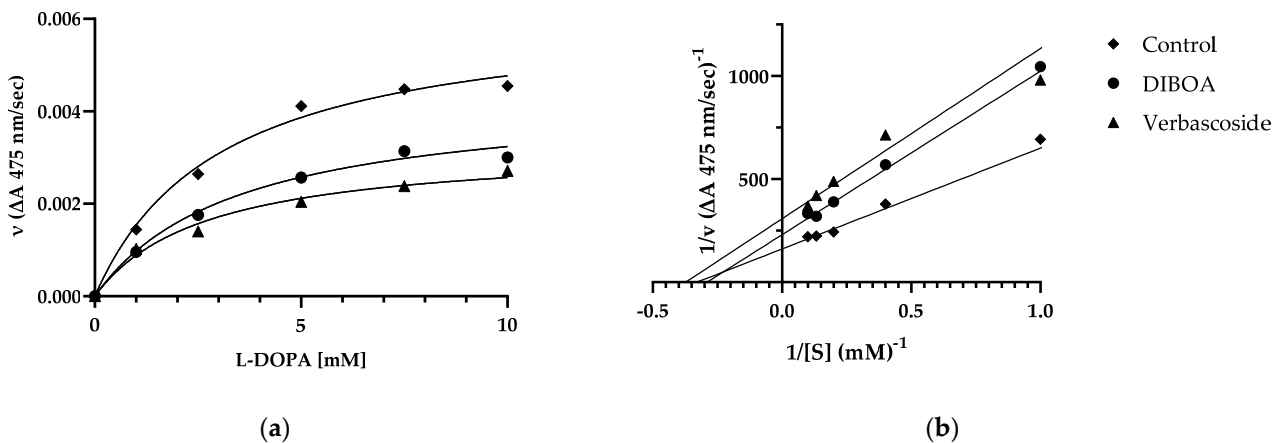 0.006
0.004
0.002
0.000
ν (ΔA 475 nm/sec)
0
5
10
L-DOPA [mM]
(a)
1000
500
1/ν (ΔA 475 nm/sec)⁻¹
-0.5
0.0
0.5
1.0
1/[S] (mM)⁻¹
(b)
Control
DIBOA
Verbascoside